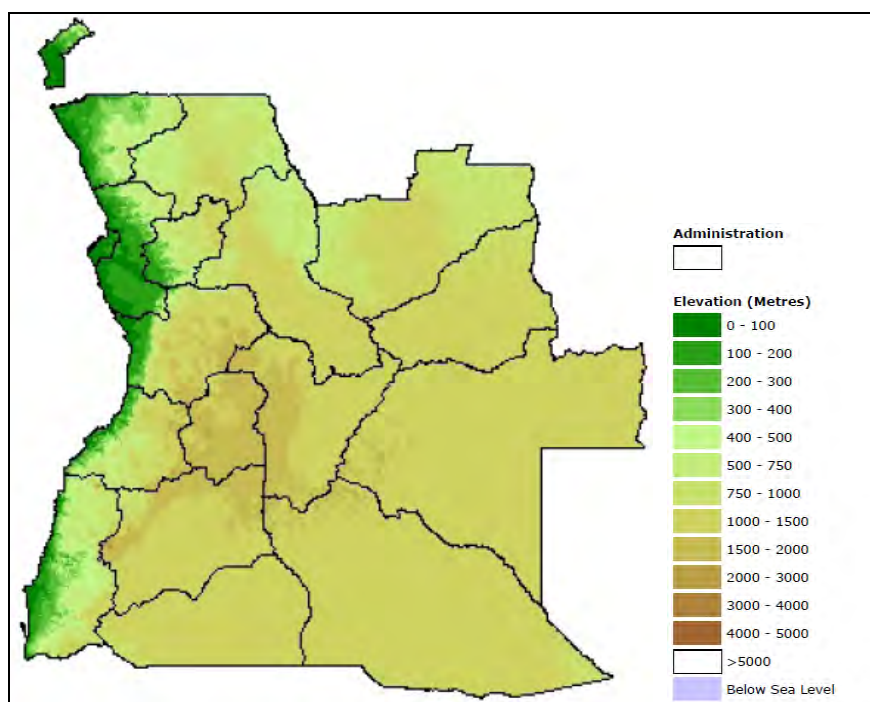 Administration
Elevation (Metres)
0 - 100
100 - 200
200 - 300
300 - 400
400 - 500
500 - 750
750 - 1000
1000 - 1500
1500 - 2000
2000 - 3000
3000 - 4000
4000 - 5000
>5000
Below Sea Level